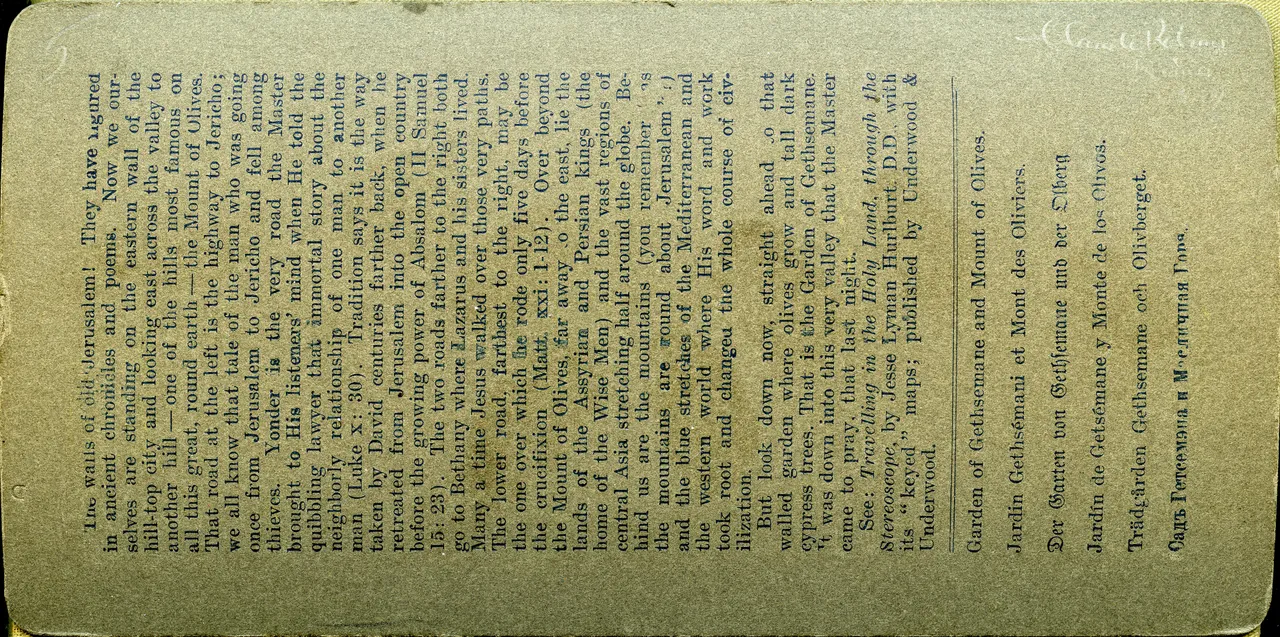 The walls of old Jerusalem! They have figured
in ancient chronicles and poems. Now we our-
selves are standing on the eastern wall of the
hill-top city and looking east across the valley to
another hill — one of the hills most famous on
all this great, round earth — the Mount of Olives.
That road at the left is the highway to Jericho;
we all know that tale of the man who was going
once from Jerusalem to Jericho and fell among
thieves. Yonder is the very road the Master
brought to His listenes' mind when He told the
quibbling lawyer that immortal story about the
neighborly relationship of one man to another
man (Luke x: 30). Tradition says it is the way
taken by David centuries farther back, when he
retreated from Jerusalem into the open country
before the growing power of Absalom (II Samuel
15: 23). The two roads farther to the right both
go to Bethany where Lazarus and his sisters lived.
Many a time Jesus walked over those very paths.
The lower road, farthest to the right, may be
the one over which he rode only five days before
the crucifixion (Matt. xxi: 1-12). Over beyond
the Mount of Olives, far away to the east, lie the
lands of the Assyrian and Persian kings (the
home of the Wise Men) and the vast regions of
central Asia stretching half around the globe. Be-
hind us are the mountains (you remember "as
the mountains are round about Jerusalem")
and the blue stretches of the Mediterranean and
the western world where His word and work
took root and changed the whole course of civ-
ilization.
But look down now, straight ahead to that
walled garden where olives grow and tall dark
cypress trees. That is the Garden of Gethsemane.
It was down into this very valley that the Master
came to pray, that last night.
See: Travelling in the Holy Land, through the
Stereoscope, by Jesse Lyman Hurlburt. D.D. with
its "keyed" maps; published by Underwood &
Underwood.
Garden of Gethsemane and Mount of Olives.
Jardin Gethsémani et Mont des Oliviers.
Der Garten von Gethsemane und der Ölberg
Jardín de Getsémane y Monte de los Olivos.
Trädgården Gethsemane och Olivberget.
Садъ Гетсемана и Масличная Гора.